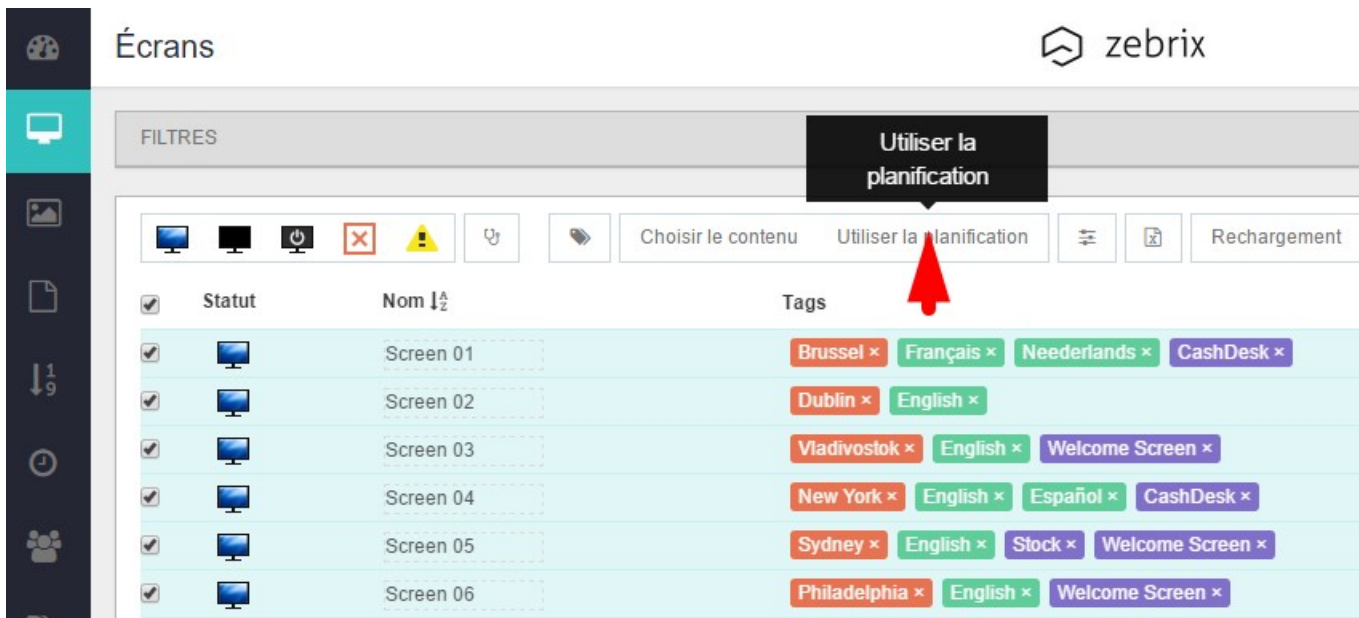 Écrans
zebrix
FILTRES
Utiliser la
planification
Choisir le contenu Utiliser la planification Rechargement
Statut Nom Tags
Screen 01 Brussel × Français × Neederlands × CashDesk ×
Screen 02 Dublin × English ×
Screen 03 Vladivostok × English × Welcome Screen ×
Screen 04 New York × English × Español × CashDesk ×
Screen 05 Sydney × English × Stock × Welcome Screen ×
Screen 06 Philadelphia × English × Welcome Screen ×